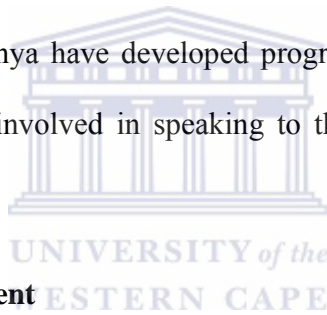 nya have developed progr
involved in speaking to th
UNIVERSITY of the
ent
WESTERN CAPE